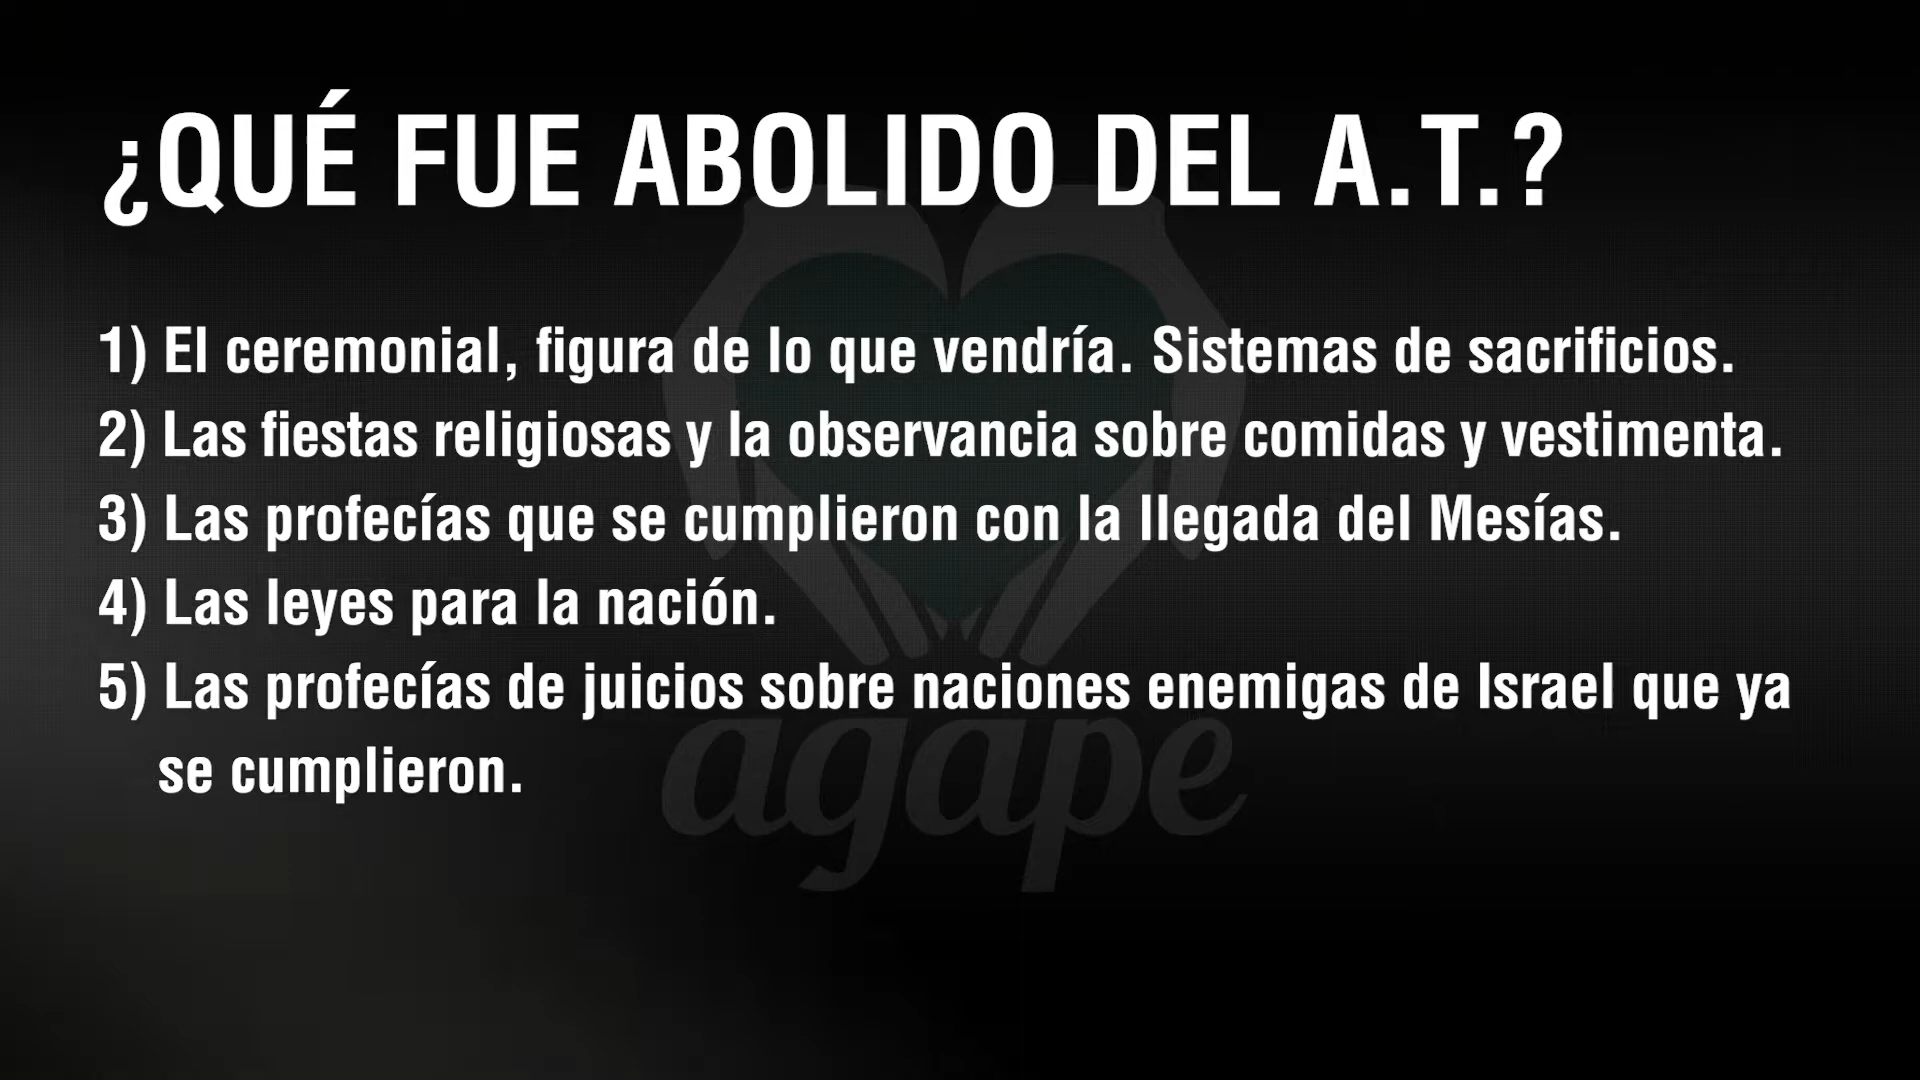 ¿QUÉ FUE ABOLIDO DEL A.T.?
1) El ceremonial, figura de lo que vendría. Sistemas de sacrificios.
2) Las fiestas religiosas y la observancia sobre comidas y vestimenta.
3) Las profecías que se cumplieron con la llegada del Mesías.
4) Las leyes para la nación.
5) Las profecías de juicios sobre naciones enemigas de Israel que ya
se cumplieron.
agape